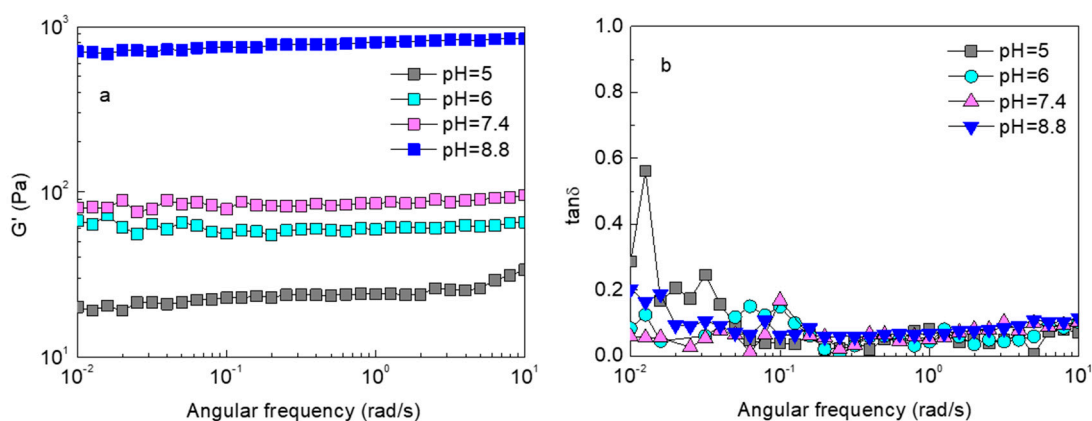 a
pH=5
pH=6
pH=7.4
pH=8.8
G' (Pa)
10³
10²
10¹
10⁻²
10⁻¹
10⁰
10¹
Angular frequency (rad/s)
b
pH=5
pH=6
pH=7.4
pH=8.8
tanδ
1.0
0.8
0.6
0.4
0.2
0.0
10⁻²
10⁻¹
10⁰
10¹
Angular frequency (rad/s)